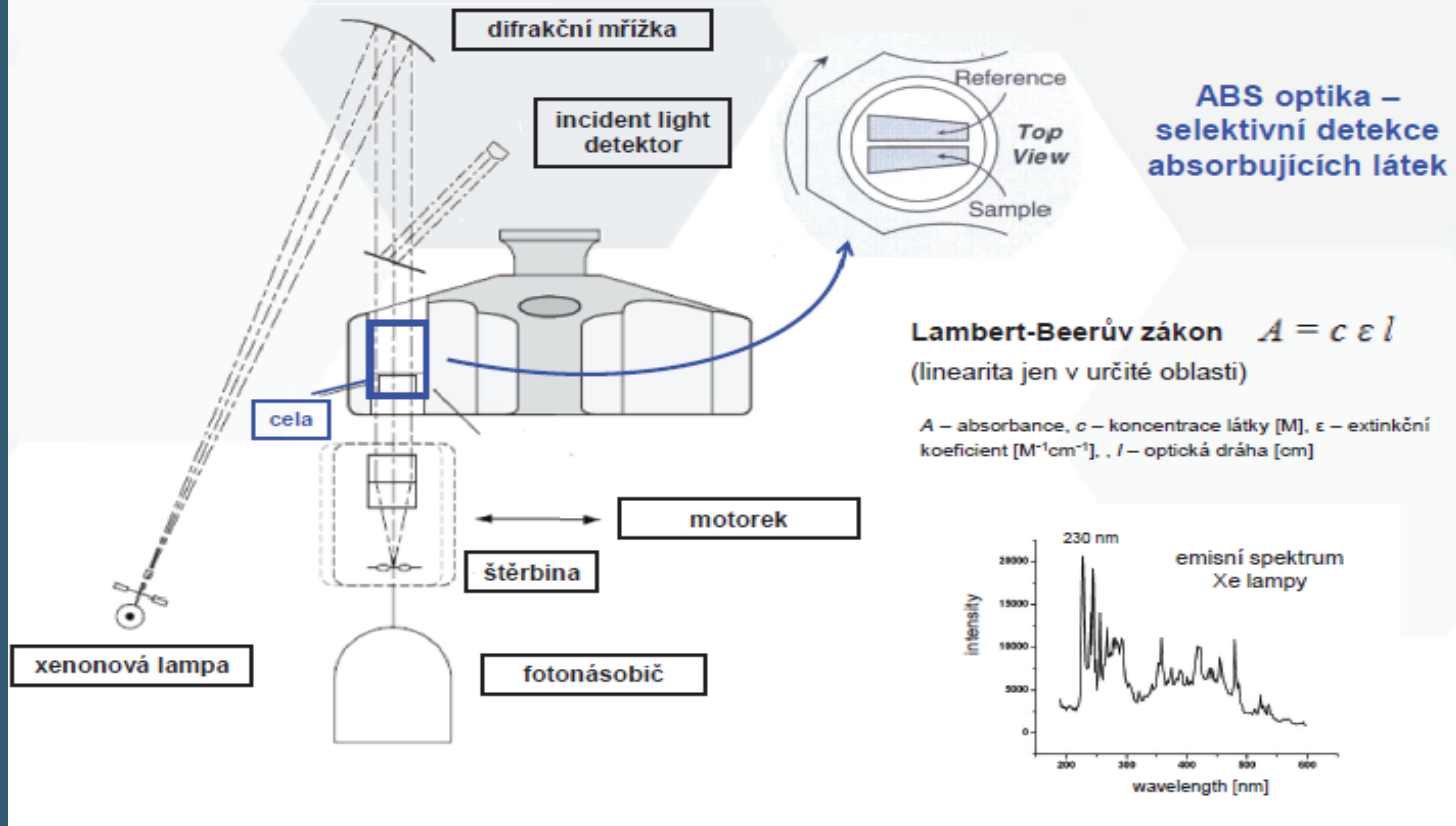 difrakční mřížka
incident light
detektor
Reference
Top
View
Sample
ABS optika –
selektivní detekce
absorbujících látek
cela
Lambert-Beerův zákon A = c ε l
(linearita jen v určité oblasti)
A – absorbance, c – koncentrace látky [M], ε – extinkční
koeficient [M⁻¹cm⁻¹], , l – optická dráha [cm]
motorek
štěrbina
xenonová lampa
fotonásobič
230 nm
emisní spektrum
Xe lampy
intensity
20000
15000
10000
5000
0
200 300 400 500 600
wavelength [nm]